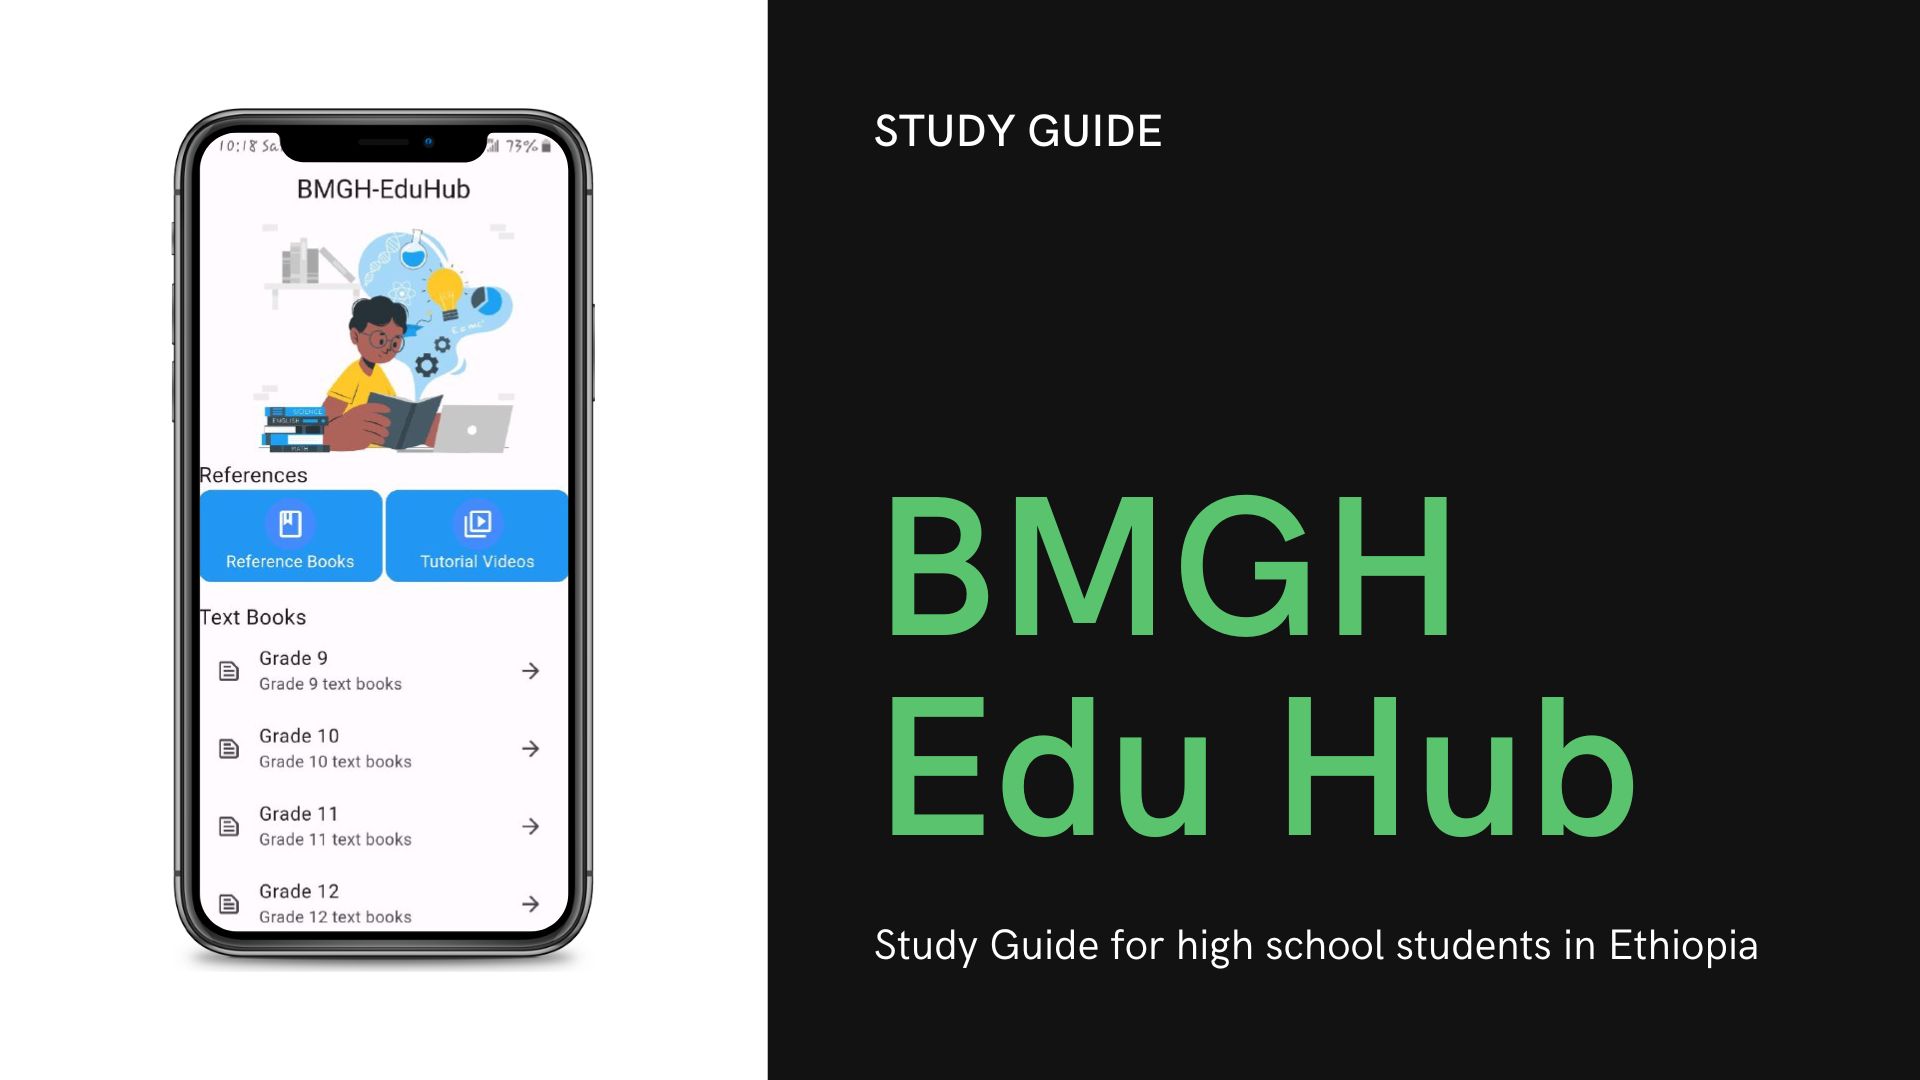 10:18 Sa
73%
BMGH-EduHub
E=mc²
SCIENCE
ENGLISH
MATH
References
Reference Books
Tutorial Videos
Text Books
Grade 9
Grade 9 text books
Grade 10
Grade 10 text books
Grade 11
Grade 11 text books
Grade 12
Grade 12 text books
STUDY GUIDE
BMGH
Edu Hub
Study Guide for high school students in Ethiopia